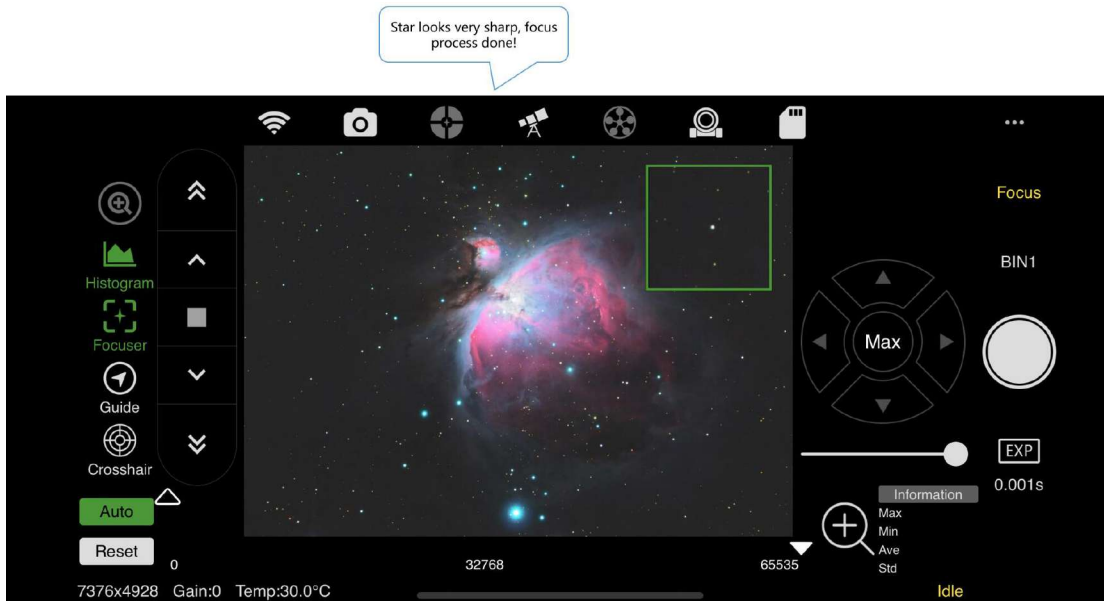 Star looks very sharp, focus
process done!
Focus
Histogram
BIN1
Focuser
Max
Guide
Crosshair
EXP
0.001s
Information
Auto
Max
Min
Reset
Ave
0
32768
65535
Std
7376x4928 Gain:0 Temp:30.0°C
Idle